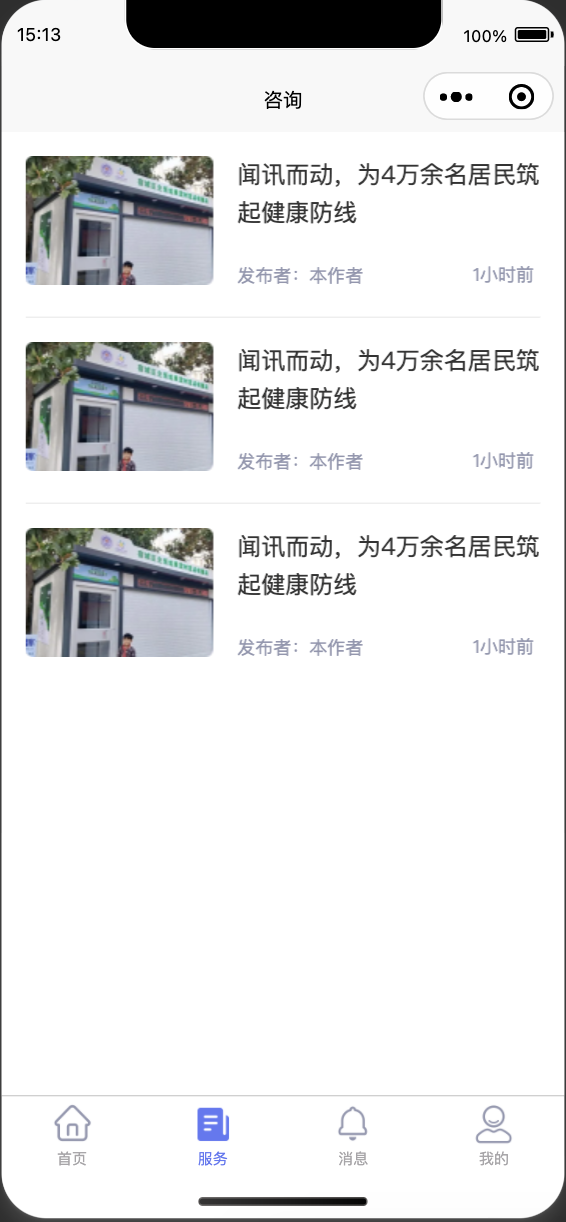 15:13
100%
咨询
闻讯而动，为4万余名居民筑
起健康防线
发布者：本作者
1小时前
闻讯而动，为4万余名居民筑
起健康防线
发布者：本作者
1小时前
闻讯而动，为4万余名居民筑
起健康防线
发布者：本作者
1小时前
首页
服务
消息
我的